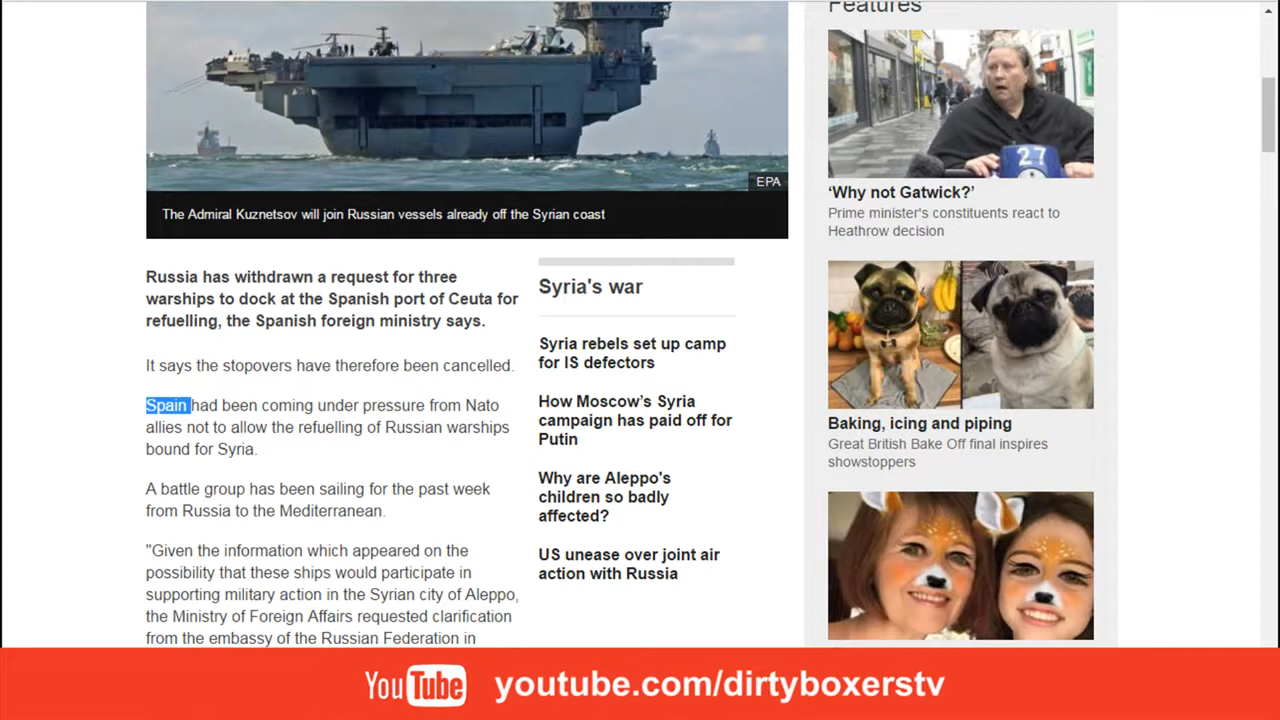 Features
EPA
The Admiral Kuznetsov will join Russian vessels already off the Syrian coast
Russia has withdrawn a request for three
warships to dock at the Spanish port of Ceuta for
refuelling, the Spanish foreign ministry says.
It says the stopovers have therefore been cancelled.
Spain had been coming under pressure from Nato
allies not to allow the refuelling of Russian warships
bound for Syria.
A battle group has been sailing for the past week
from Russia to the Mediterranean.
"Given the information which appeared on the
possibility that these ships would participate in
supporting military action in the Syrian city of Aleppo,
the Ministry of Foreign Affairs requested clarification
from the embassy of the Russian Federation in
Syria's war
Syria rebels set up camp
for IS defectors
How Moscow’s Syria
campaign has paid off for
Putin
Why are Aleppo's
children so badly
affected?
US unease over joint air
action with Russia
27
‘Why not Gatwick?’
Prime minister's constituents react to
Heathrow decision
Baking, icing and piping
Great British Bake Off final inspires
showstoppers
YouTube youtube.com/dirtyboxerstv